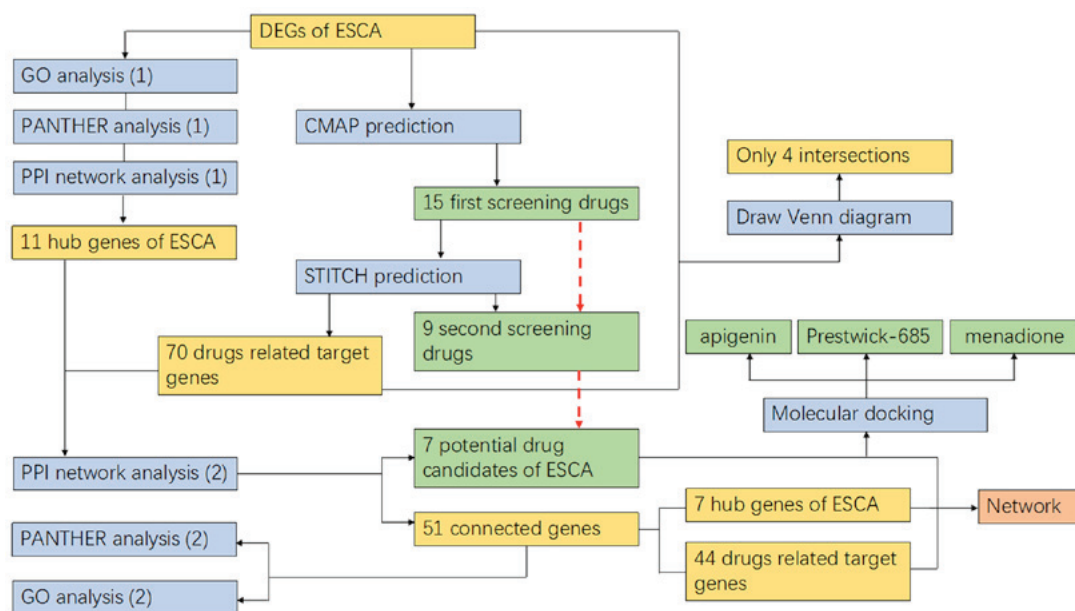 DEGs of ESCA
GO analysis (1)
PANTHER analysis (1)
CMAP prediction
PPI network analysis (1)
Only 4 intersections
15 first screening drugs
Draw Venn diagram
11 hub genes of ESCA
STITCH prediction
9 second screening
drugs
70 drugs related target
genes
apigenin
Prestwick-685
menadione
Molecular docking
7 potential drug
candidates of ESCA
PPI network analysis (2)
7 hub genes of ESCA
Network
51 connected genes
PANTHER analysis (2)
44 drugs related target
genes
GO analysis (2)